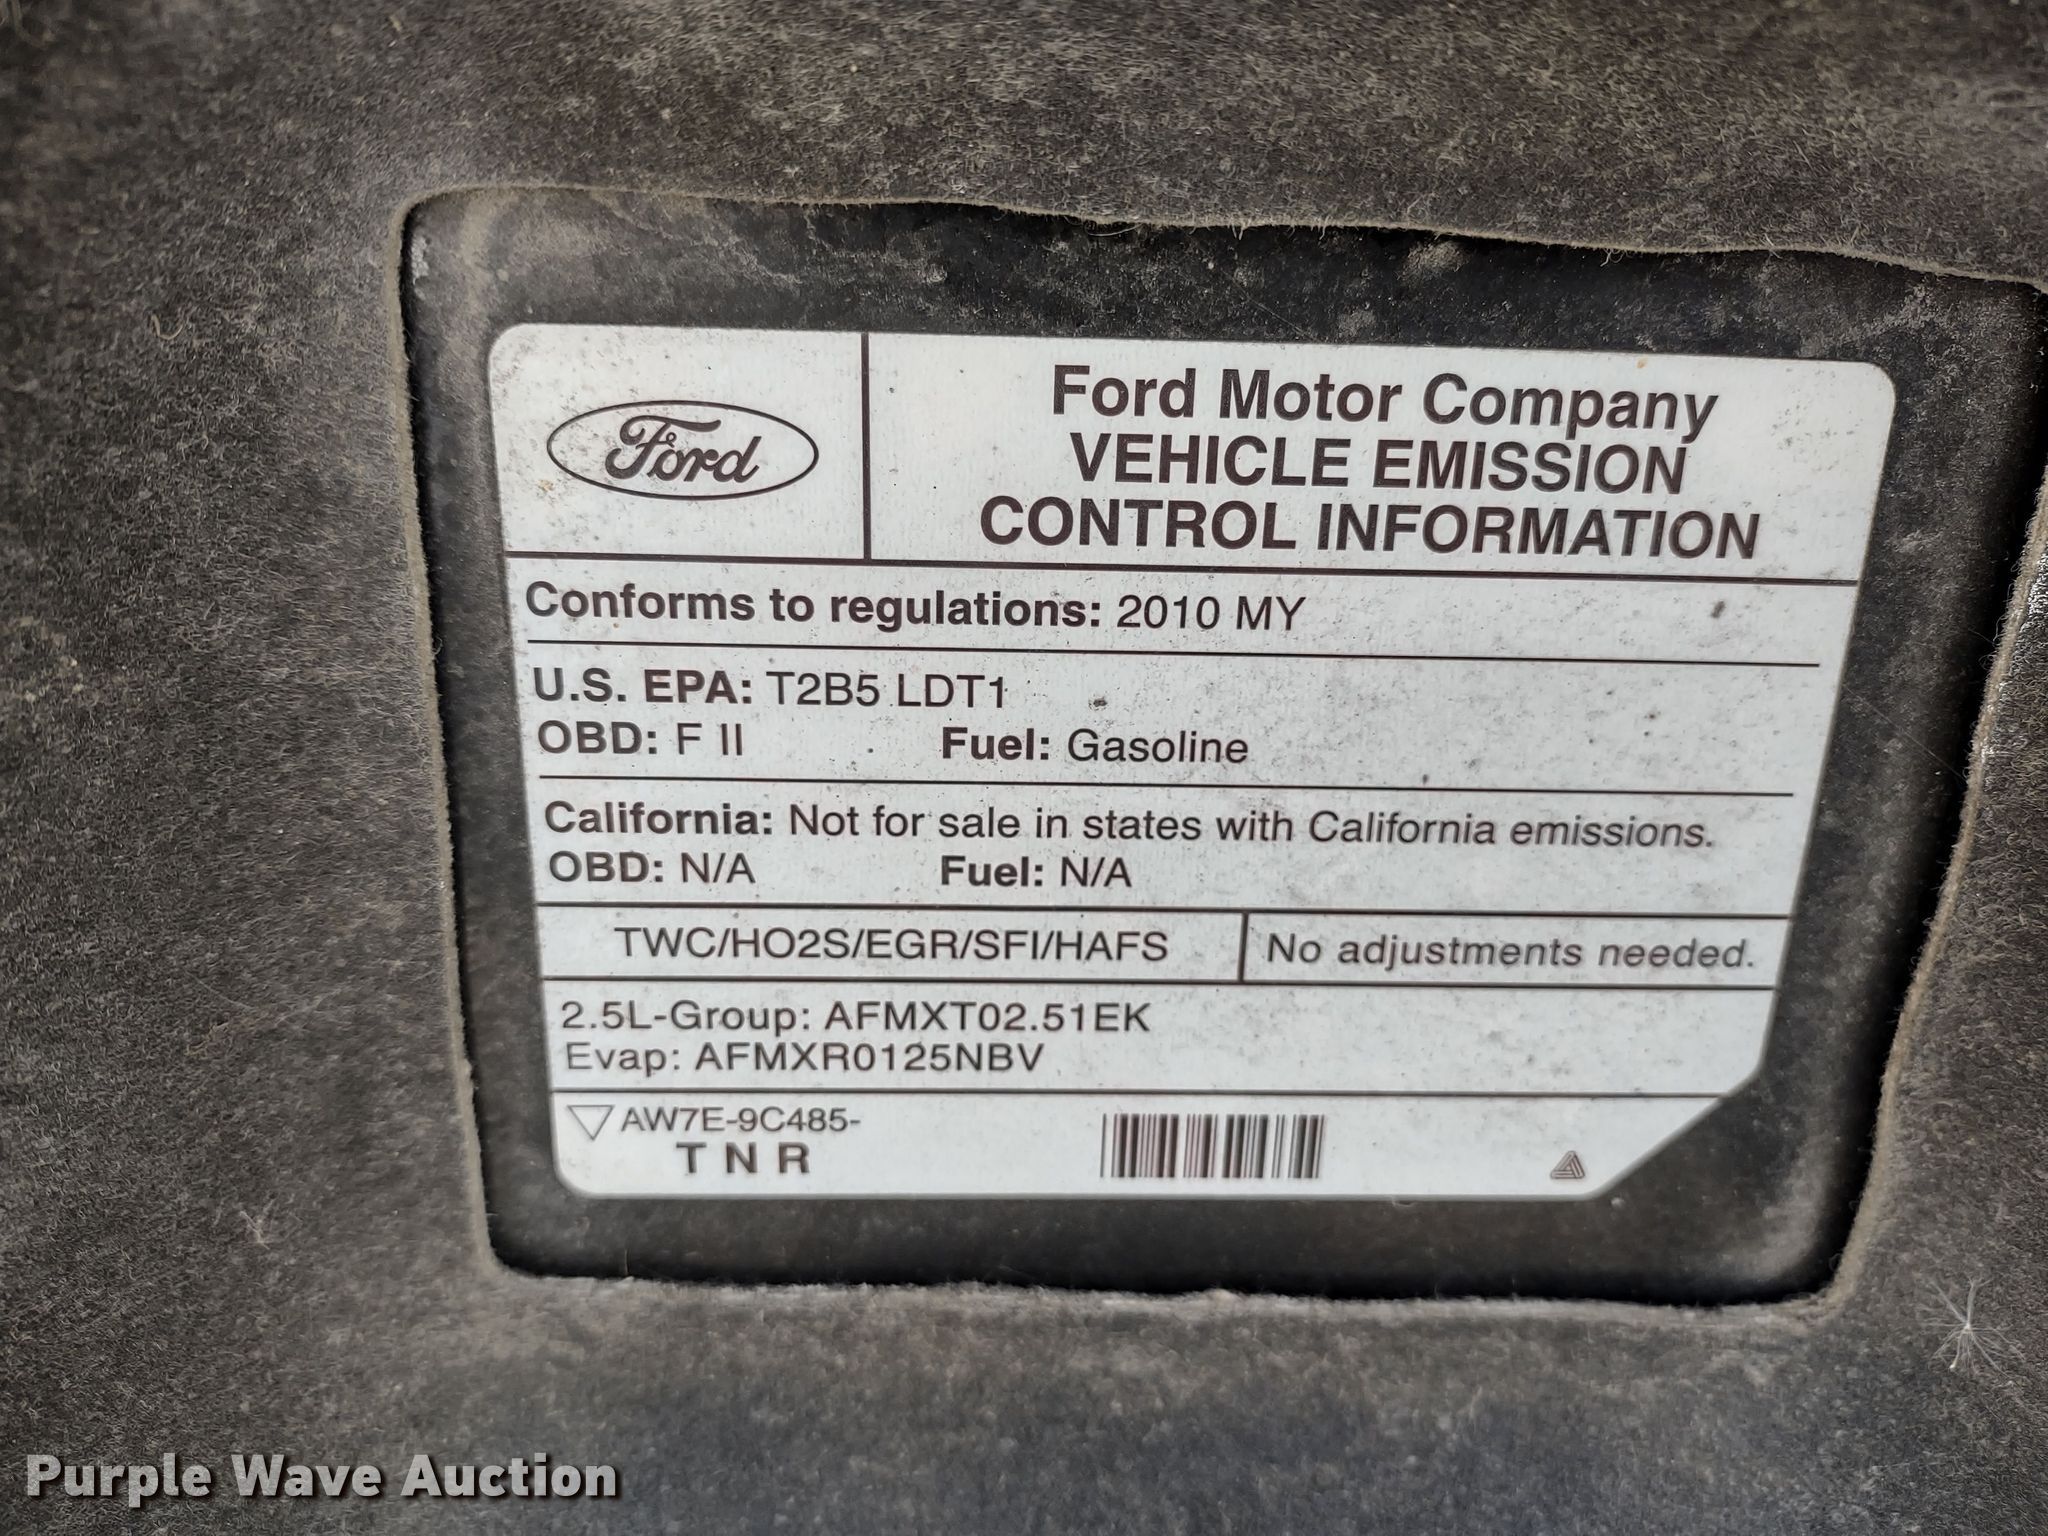 Ford
Ford Motor Company
VEHICLE EMISSION
CONTROL INFORMATION
Conforms to regulations: 2010 MY
U.S. EPA: T2B5 LDT1
OBD: F II Fuel: Gasoline
California: Not for sale in states with California emissions.
OBD: N/A Fuel: N/A
TWC/HO2S/EGR/SFI/HAFS No adjustments needed.
2.5L-Group: AFMXT02.51EK
Evap: AFMXR0125NBV
AW7E-9C485-
T N R
Purple Wave Auction